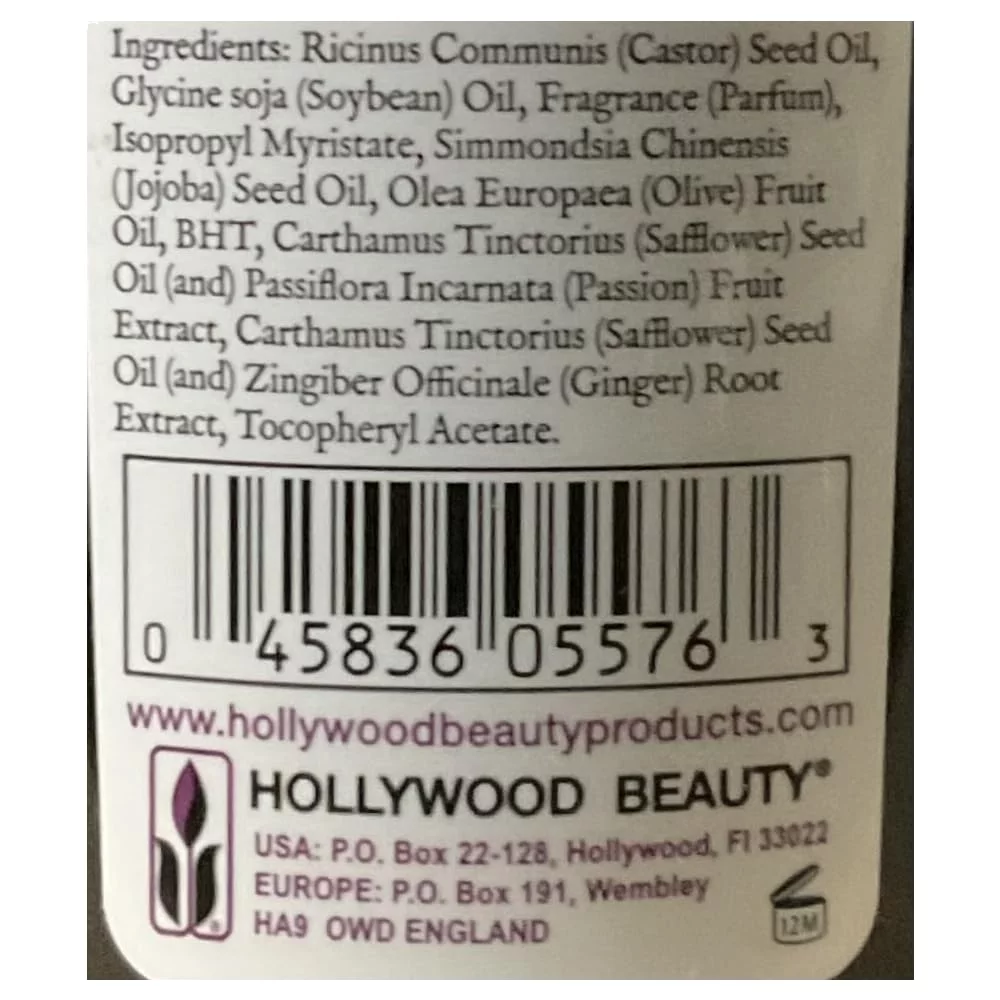 Ingredients: Ricinus Communis (Castor) Seed Oil,
Glycine soja (Soybean) Oil, Fragrance (Parfum),
Isopropyl Myristate, Simmondsia Chinensis
(Jojoba) Seed Oil, Olea Europaea (Olive) Fruit
Oil, BHT, Carthamus Tinctorius (Safflower) Seed
Oil (and) Passiflora Incarnata (Passion) Fruit
Extract, Carthamus Tinctorius (Safflower) Seed
Oil (and) Zingiber Officinale (Ginger) Root
Extract, Tocopheryl Acetate.
0 45836 05576 3
www.hollywoodbeautyproducts.com
HOLLYWOOD BEAUTY®
USA: P.O. Box 22-128, Hollywood, Fl 33022
EUROPE: P.O. Box 191, Wembley
HA9 OWD ENGLAND
12M
®